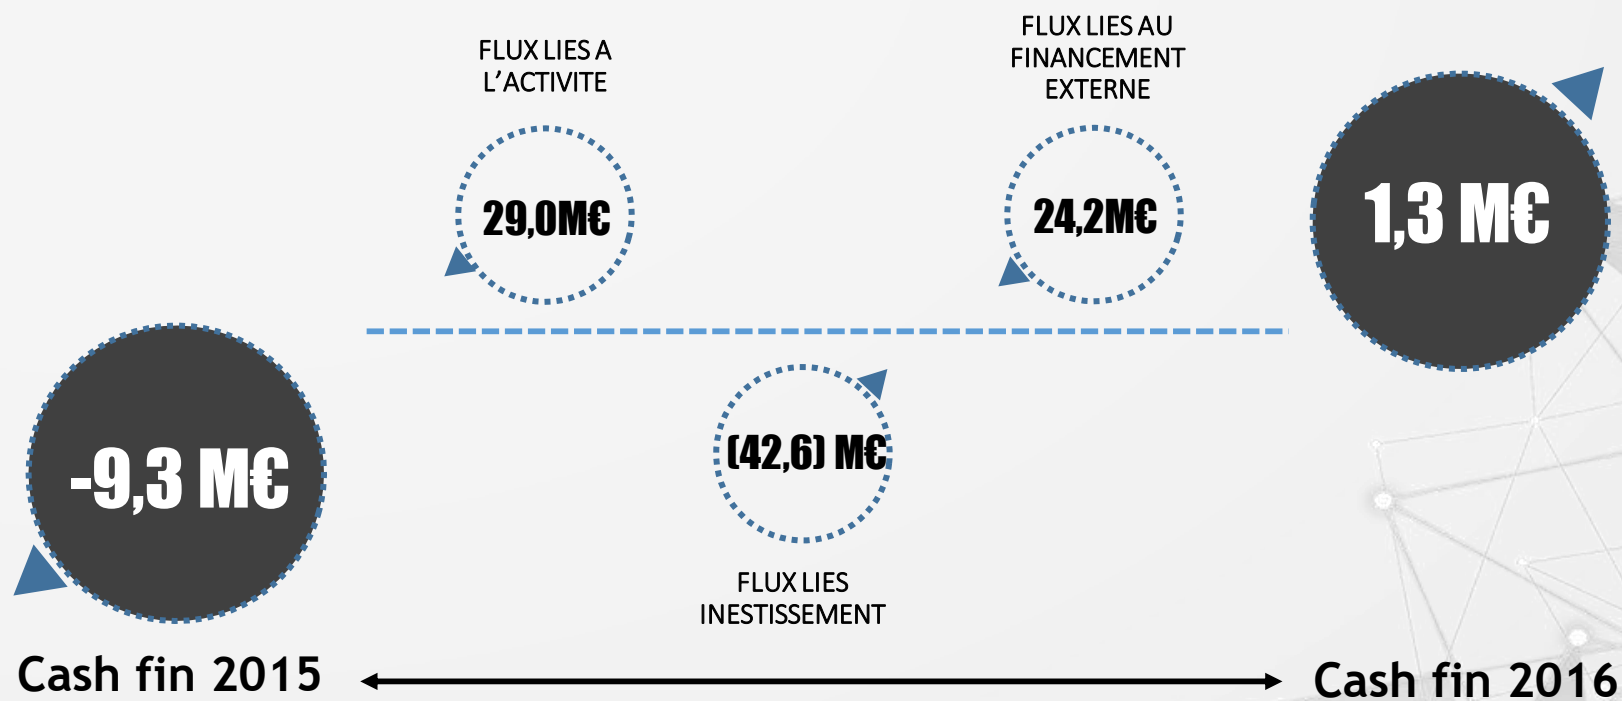 FLUX LIES A
L’ACTIVITE
29,0M€
FLUX LIES AU
FINANCEMENT
EXTERNE
24,2M€
1,3 M€
-9,3 M€
(42,6) M€
FLUX LIES
INESTISSEMENT
Cash fin 2015
Cash fin 2016